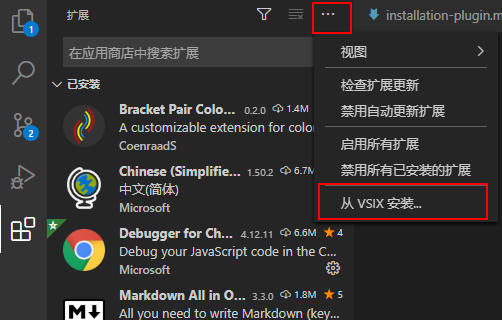 扩展
installation-plugin.m
在应用商店中搜索扩展
视图
检查扩展更新
禁用自动更新扩展
启用所有扩展
禁用所有已安装的扩展
从 VSIX 安装...
已安装
Bracket Pair Colo... 0.2.0 1.4M
A customizable extension for color
CoenraadS
Chinese (Simplifie... 1.50.2 6.7M
中文(简体)
Microsoft
Debugger for Ch... 4.12.11 6.6M 4
Debug your JavaScript code in the C...
Microsoft
Markdown All in O... 3.3.0 1.8M 5
All you need to write Markdown (key...
1
2
M